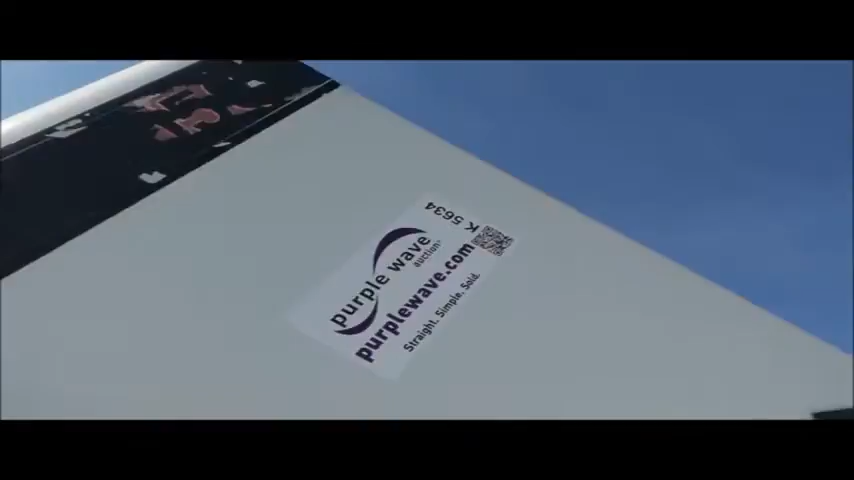 purple wave
auction®
purplewave.com
Straight. Simple. Sold.
K 5634